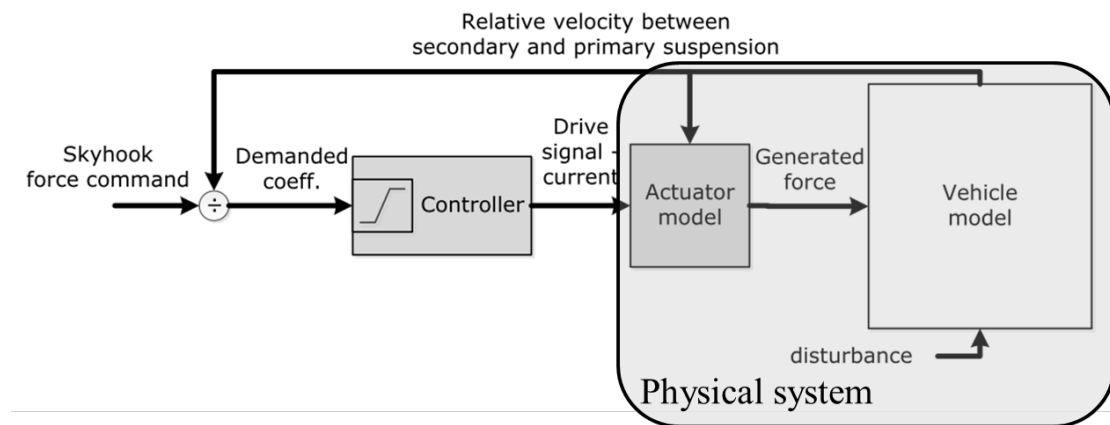 Relative velocity between
secondary and primary suspension
Skyhook
force command
÷
Demanded
coeff.
Controller
Drive
signal -
current
Actuator
model
Generated
force
Vehicle
model
disturbance
Physical system